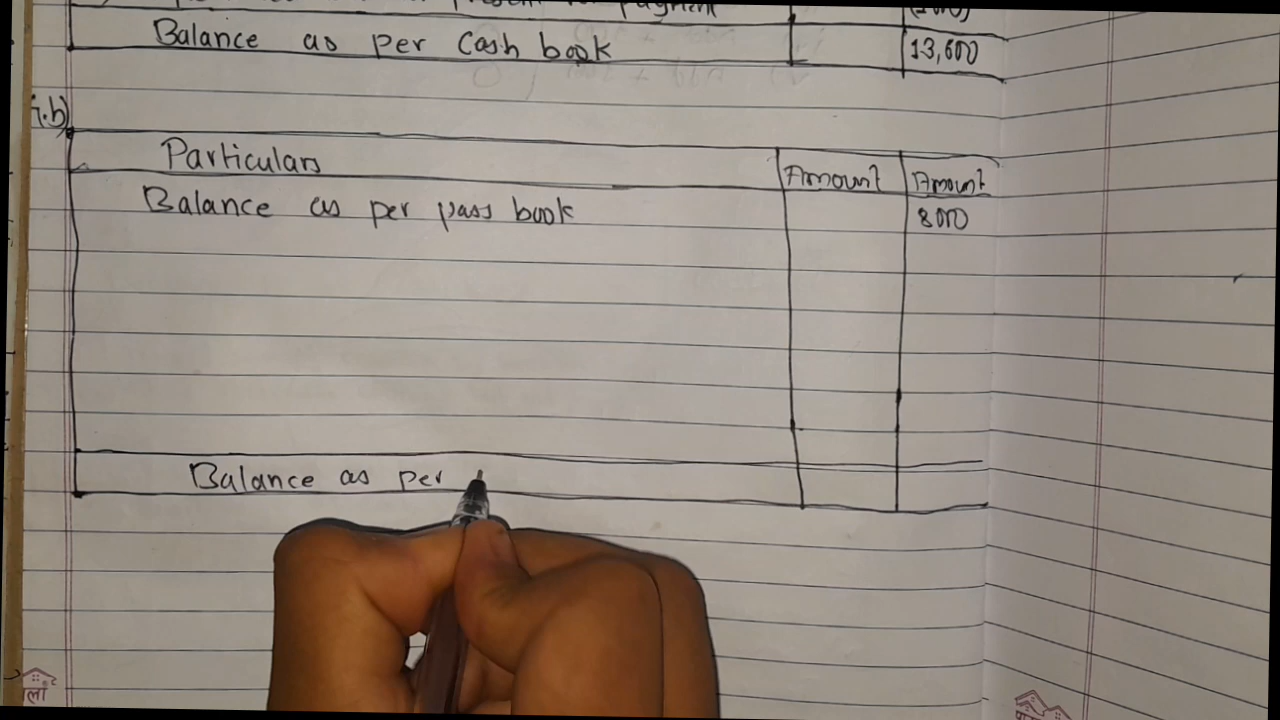 payment
Balance as per Cash book 13,600
.b)
Particulars Amount Amount
Balance as per pass book 8000
Balance as per